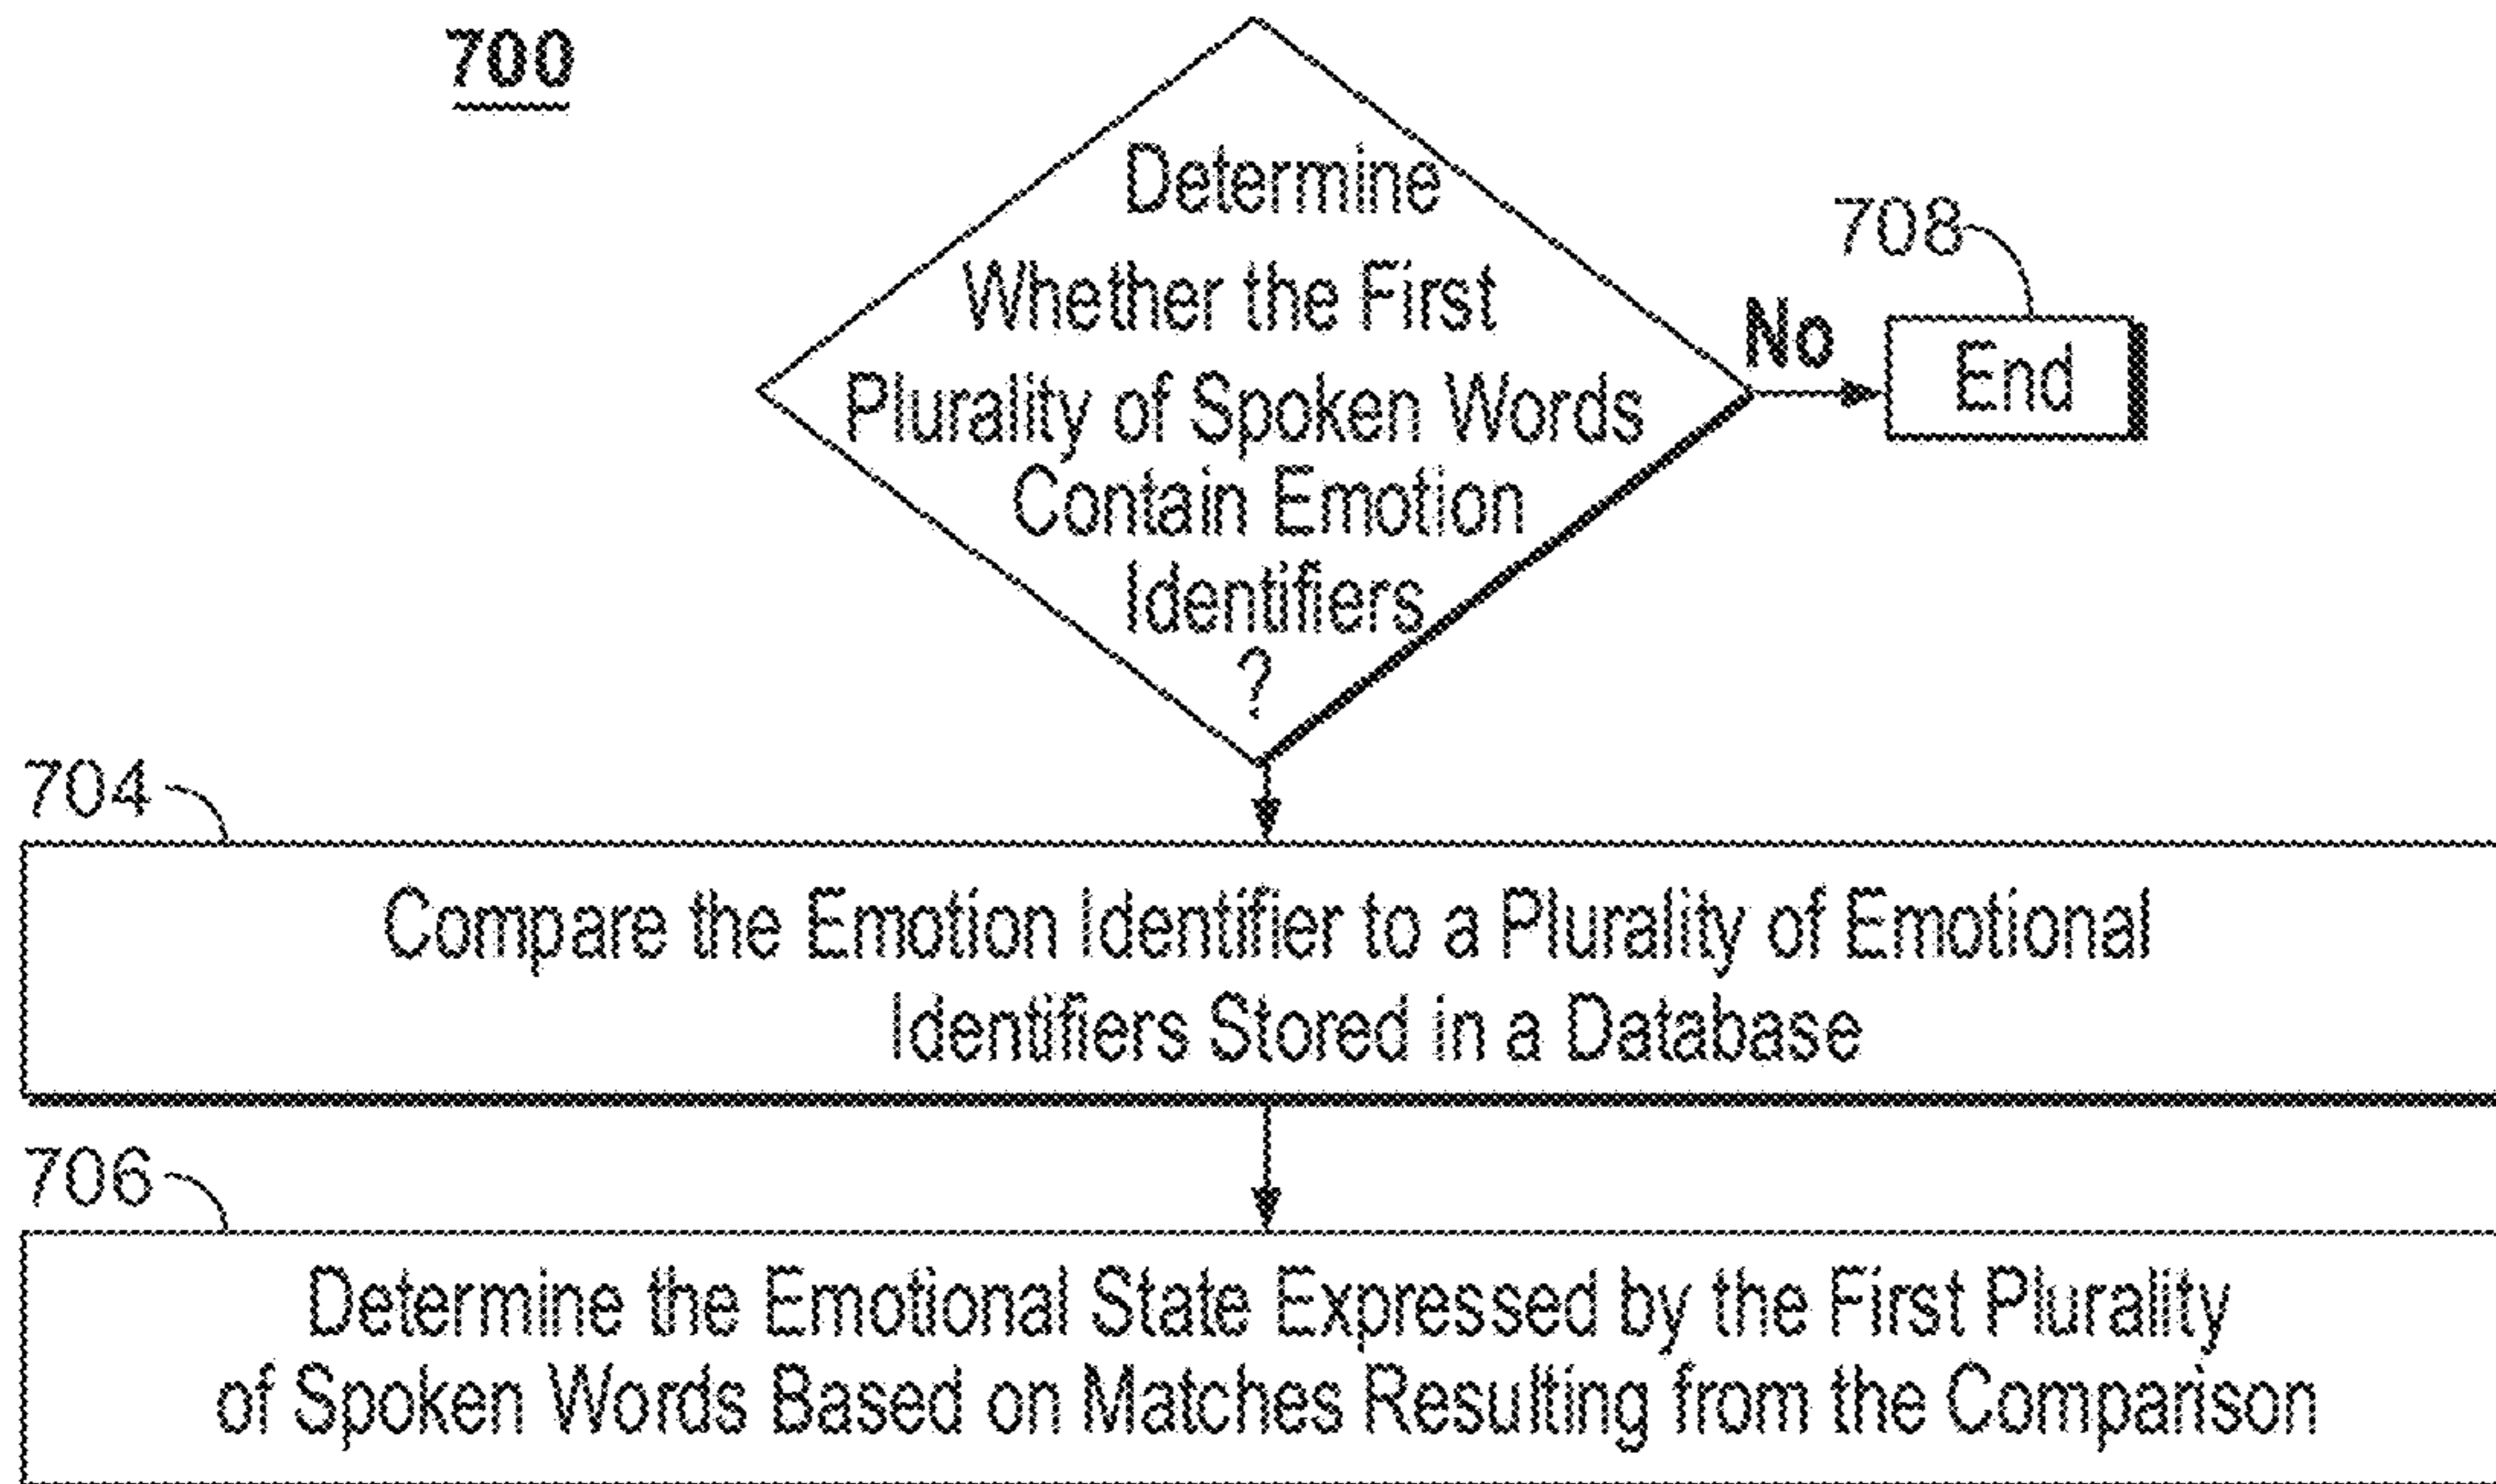 700
Determine
Whether the First
Plurality of Spoken Words
Contain Emotion
Identifiers
?
708
No
End
704
Compare the Emotion Identifier to a Plurality of Emotional
Identifiers Stored in a Database
706
Determine the Emotional State Expressed by the First Plurality
of Spoken Words Based on Matches Resulting from the Comparison